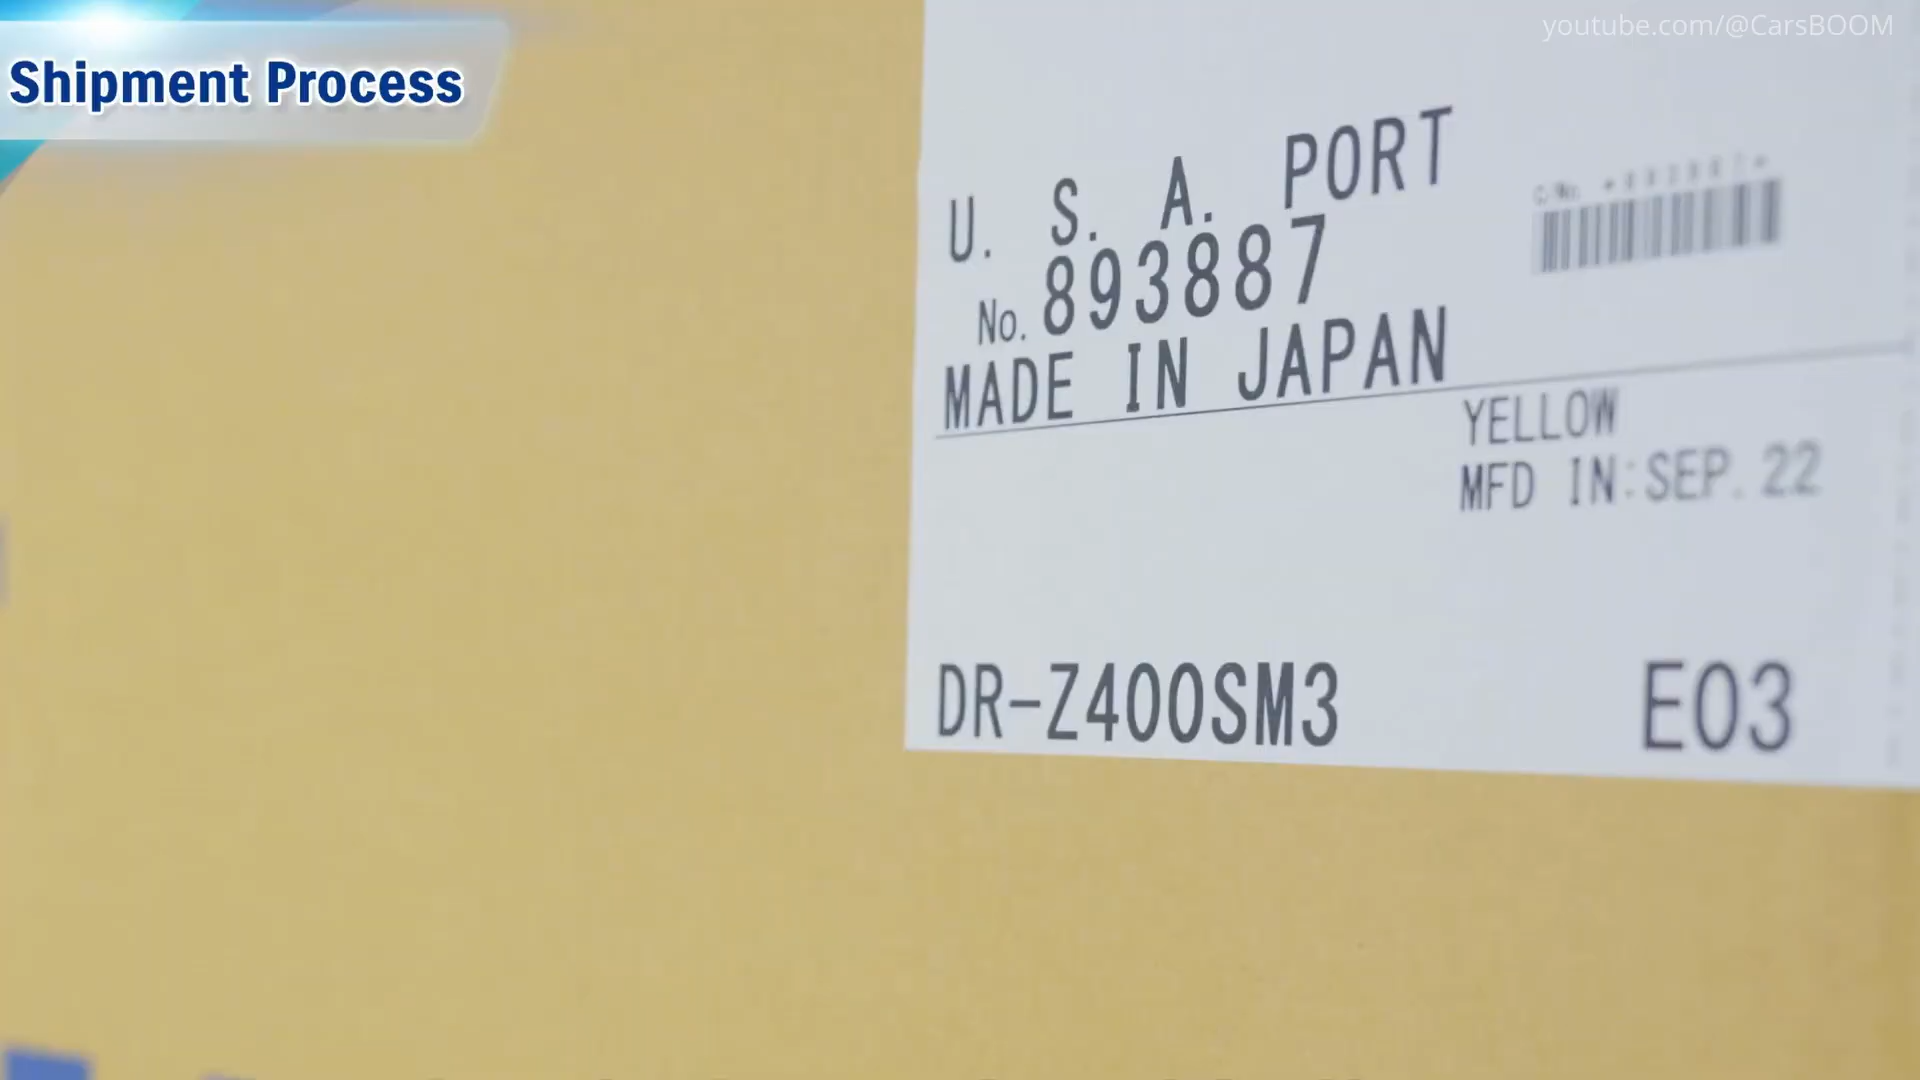 youtube.com/@CarsBOOM
Shipment Process
U. S. A. PORT
C/No.
No. 893887
MADE IN JAPAN
YELLOW
MFD IN:SEP. 22
DR-Z400SM3
E03